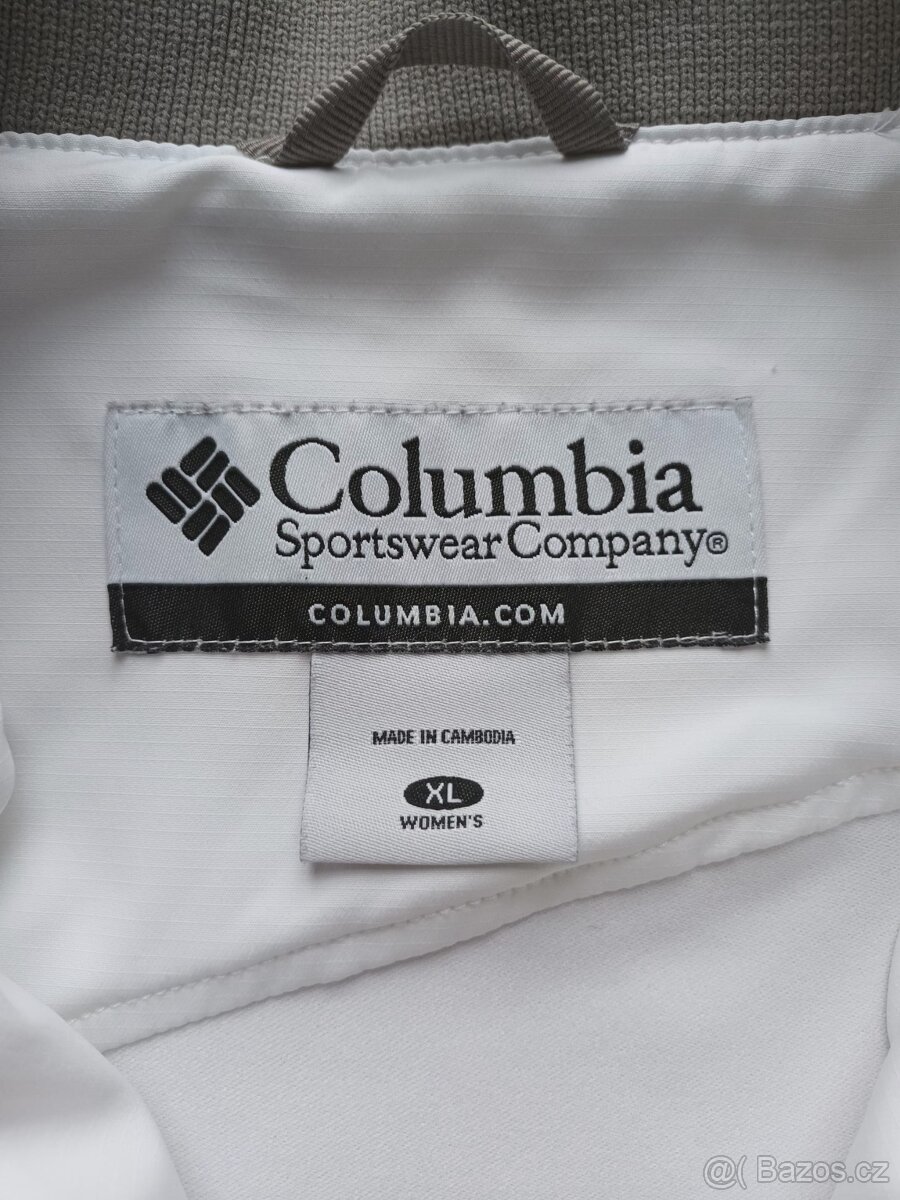 Columbia
Sportswear Company®
COLUMBIA.COM
MADE IN CAMBODIA
XL
WOMEN'S
@( Bazos.cz